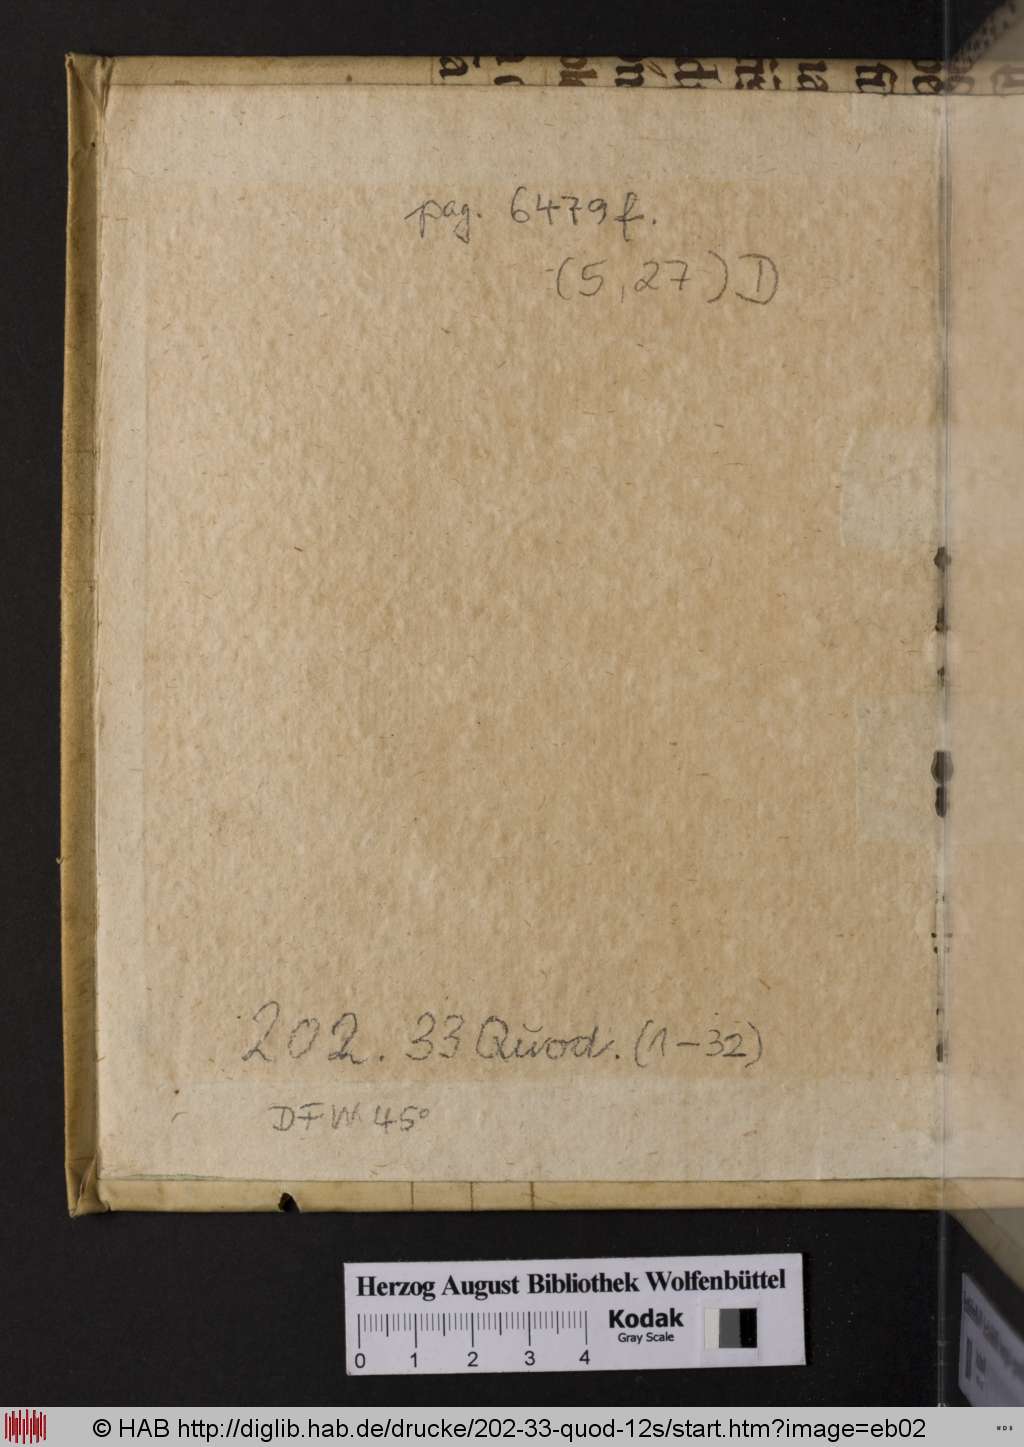 pag. 6479 f.
(5, 27) D
202. 33 Quod. (1-32)
DFW 45°
Herzog August Bibliothek Wolfenbüttel
Kodak
Gray Scale
0 1 2 3 4
© HAB http://diglib.hab.de/drucke/202-33-quod-12s/start.htm?image=eb02